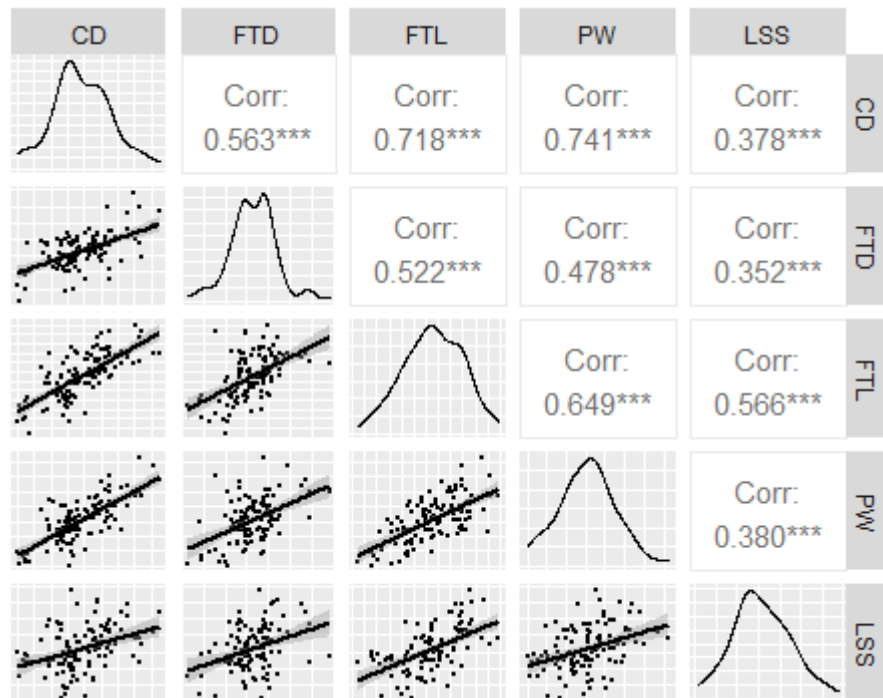 CD FTD FTL PW LSS
Corr: Corr: Corr: Corr: CD
0.563*** 0.718*** 0.741*** 0.378***
Corr: Corr: Corr: FTD
0.522*** 0.478*** 0.352***
Corr: Corr: FTL
0.649*** 0.566***
Corr: PW
0.380***
LSS